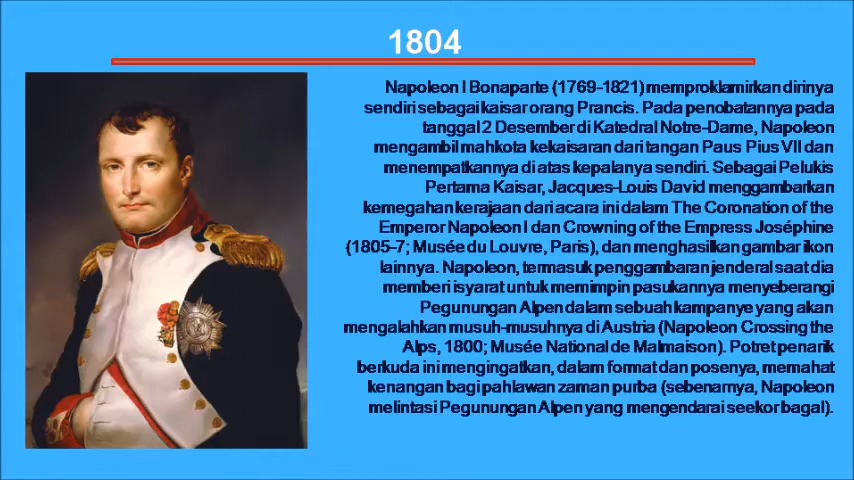 1804
Napoleon I Bonaparte (1769-1821) memproklamirkan dirinya
sendiri sebagai kaisar orang Prancis. Pada penobatannya pada
tanggal 2 Desember di Katedral Notre-Dame, Napoleon
mengambil mahkota kekaisaran dari tangan Paus Pius VII dan
menempatkannya di atas kepalanya sendiri. Sebagai Pelukis
Pertama Kaisar, Jacques-Louis David menggambarkan
kemegahan kerajaan dari acara ini dalam The Coronation of the
Emperor Napoleon I dan Crowning of the Empress Joséphine
(1805-7; Musée du Louvre, Paris), dan menghasilkan gambar ikon
lainnya. Napoleon, termasuk penggambaran jenderal saat dia
memberi isyarat untuk memimpin pasukannya menyeberangi
Pegunungan Alpen dalam sebuah kampanye yang akan
mengalahkan musuh-musuhnya di Austria (Napoleon Crossing the
Alps, 1800; Musée National de Malmaison). Potret penarik
berkuda ini mengingatkan, dalam format dan posenya, memahat
kenangan bagi pahlawan zaman purba (sebenarnya, Napoleon
melintasi Pegunungan Alpen yang mengendarai seekor bagal).